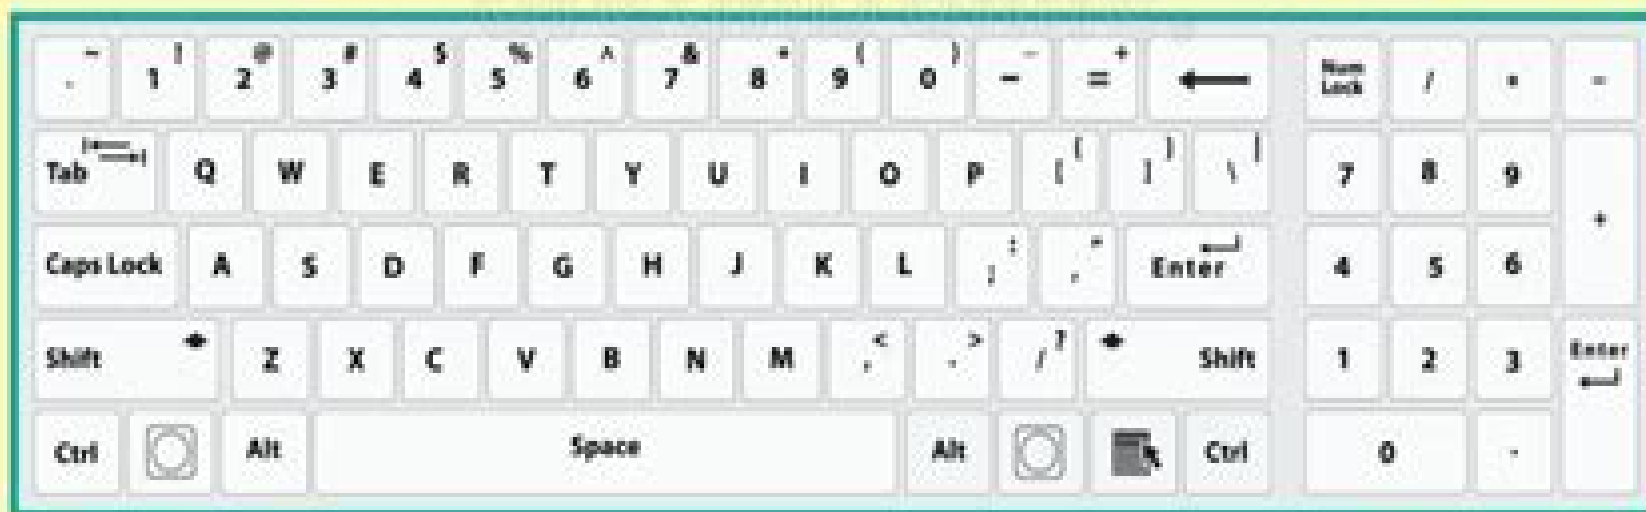 ~ ! 1 @ 2 # 3 $ 4 % 5 ^ 6 & 7 * 8 ( 9 ) 0 - + = Num Lock / * -
Tab Q W E R T Y U I O P [ ] \ | 7 8 9 +
Caps Lock A S D F G H J K L : ; " ' Enter 4 5 6
Shift Z X C V B N M < , > . ? / Shift 1 2 3 Enter
Ctrl Alt Space Alt Ctrl 0 .